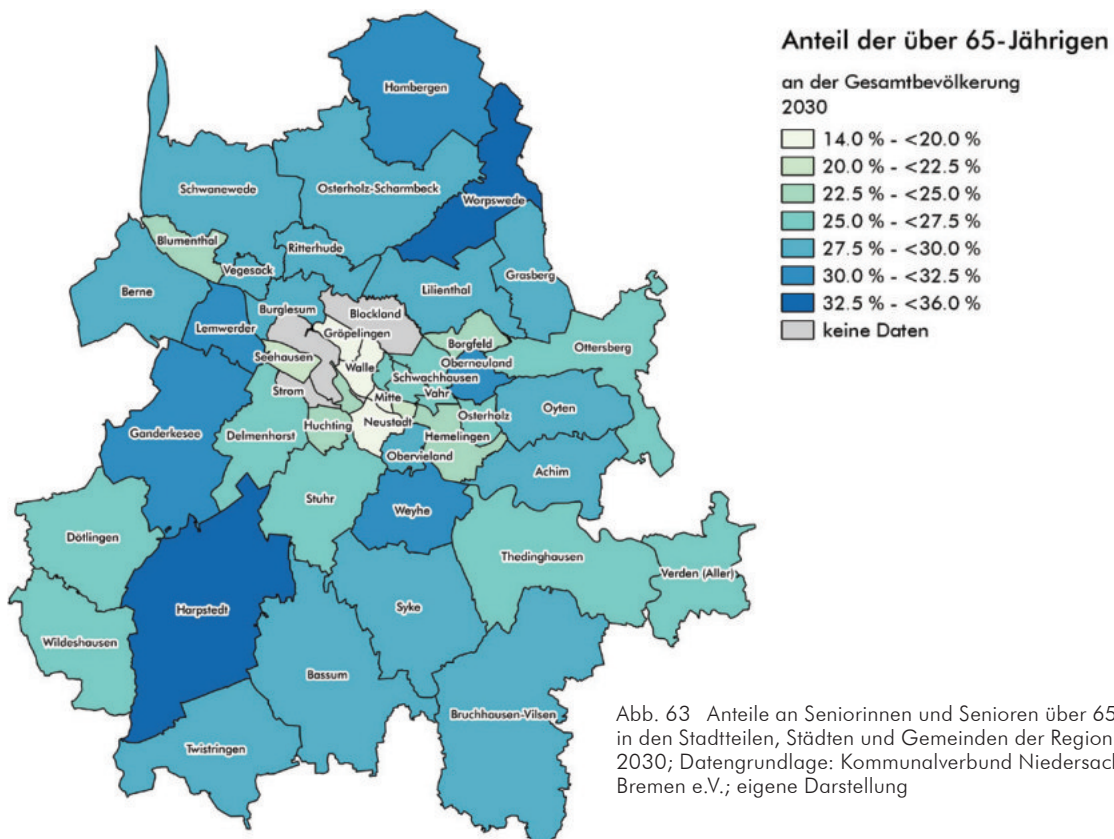 Anteil der über 65-Jährigen
an der Gesamtbevölkerung
2030
14.0 % - <20.0 %
20.0 % - <22.5 %
22.5 % - <25.0 %
25.0 % - <27.5 %
27.5 % - <30.0 %
30.0 % - <32.5 %
32.5 % - <36.0 %
keine Daten
Hambergen
Schwanewede
Osterholz-Scharmbeck
Worpswede
Blumenthal
Vegesack
Ritterhude
Grasberg
Berne
Lilienthal
Burglesum
Blockland
Lemwerder
Gröpelingen
Borgfeld
Ottersberg
Seehausen
Oberneuland
Walle
Schwachhausen
Strom
Vahr
Mitte
Oyten
Ganderkesee
Delmenhorst
Huchting
Neustadt
Osterholz
Hemelingen
Obervieland
Achim
Stuhr
Weyhe
Dötlingen
Thedinghausen
Verden (Aller)
Harpstedt
Syke
Wildeshausen
Bassum
Bruchhausen-Vilsen
Twistringen
Abb. 63 Anteile an Seniorinnen und Senioren über 65
in den Stadtteilen, Städten und Gemeinden der Region
2030; Datengrundlage: Kommunalverbund Niedersac
Bremen e.V.; eigene Darstellung